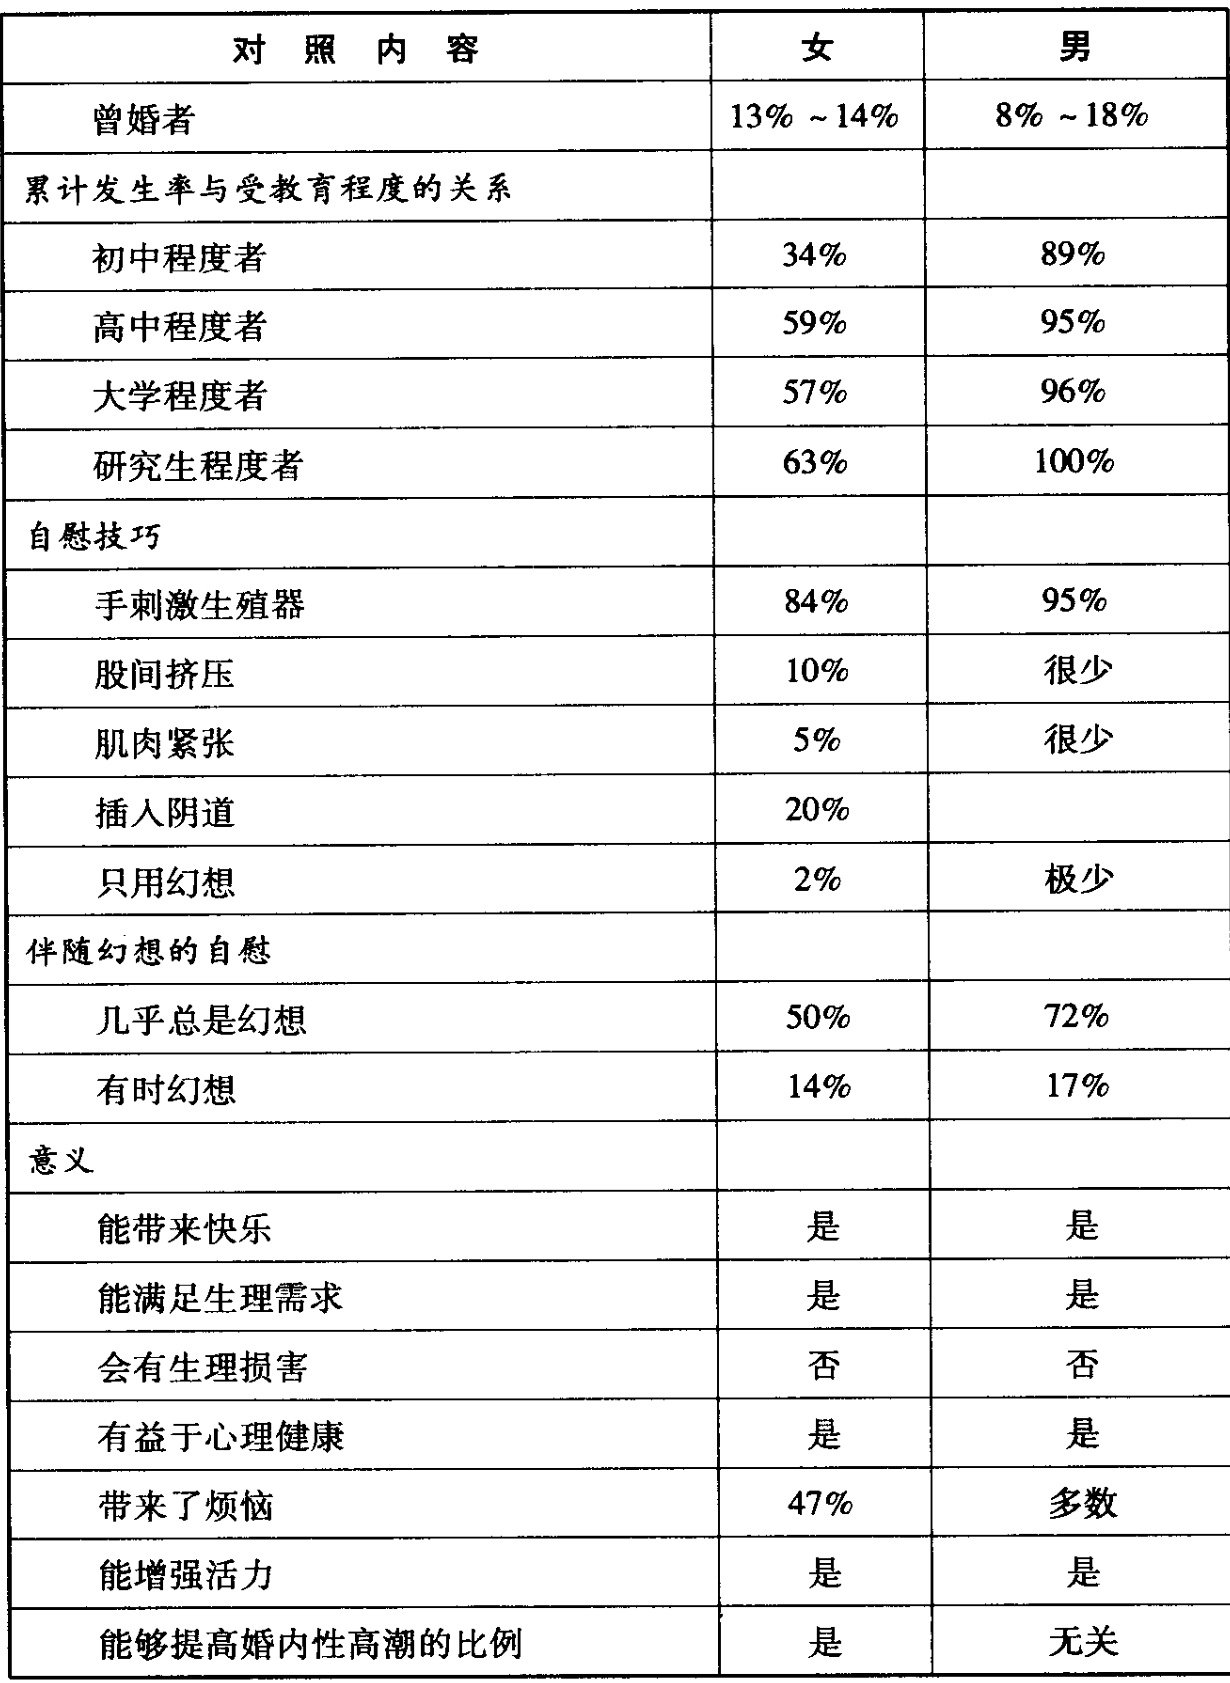 对照内容 女 男
曾婚者 13%~14% 8%~18%
累计发生率与受教育程度的关系
初中程度者 34% 89%
高中程度者 59% 95%
大学程度者 57% 96%
研究生程度者 63% 100%
自慰技巧
手刺激生殖器 84% 95%
股间挤压 10% 很少
肌肉紧张 5% 很少
插入阴道 20%
只用幻想 2% 极少
伴随幻想的自慰
几乎总是幻想 50% 72%
有时幻想 14% 17%
意义
能带来快乐 是 是
能满足生理需求 是 是
会有生理损害 否 否
有益于心理健康 是 是
带来了烦恼 47% 多数
能增强活力 是 是
能够提高婚内性高潮的比例 是 无关